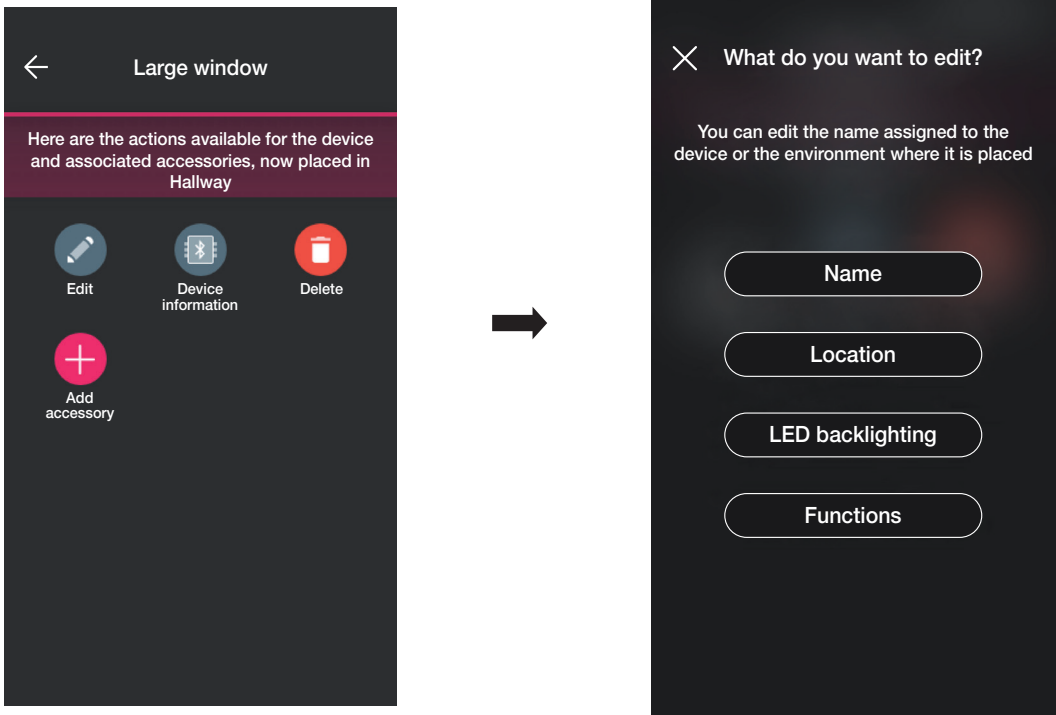 Large window
Here are the actions available for the device
and associated accessories, now placed in
Hallway
Edit
Device
information
Delete
Add
accessory
What do you want to edit?
You can edit the name assigned to the
device or the environment where it is placed
Name
Location
LED backlighting
Functions